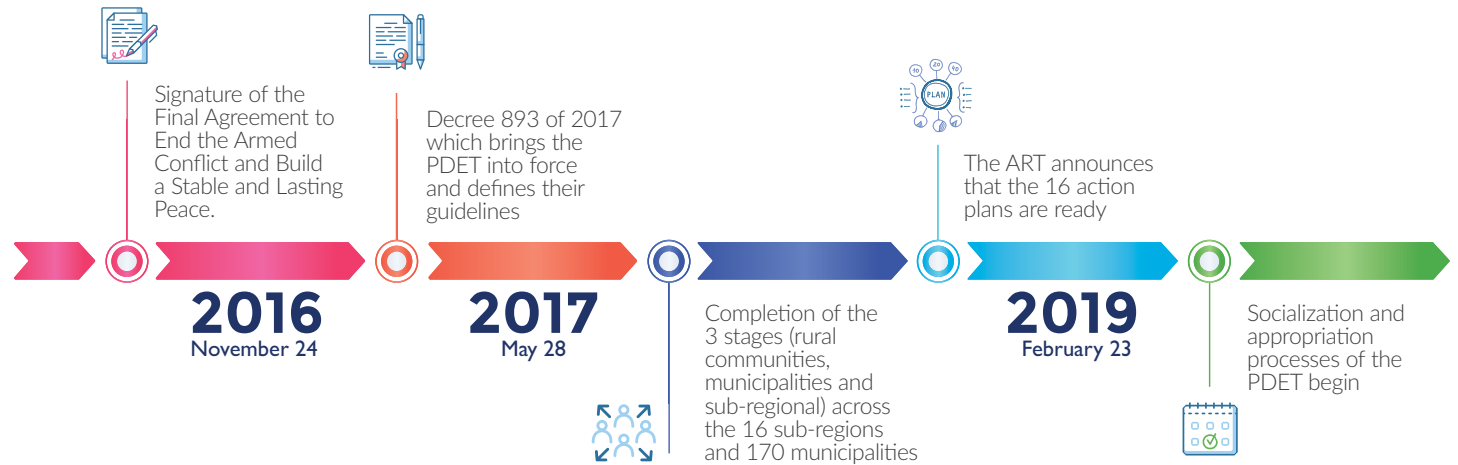 Signature of the
Final Agreement to
End the Armed
Conflict and Build
a Stable and Lasting
Peace.
2016
November 24
Decree 893 of 2017
which brings the
PDET into force
and defines their
guidelines
2017
May 28
Completion of the
3 stages (rural
communities,
municipalities and
sub-regional) across
the 16 sub-regions
and 170 municipalities
10 20 40
PLAN
The ART announces
that the 16 action
plans are ready
2019
February 23
Socialization and
appropriation
processes of the
PDET begin